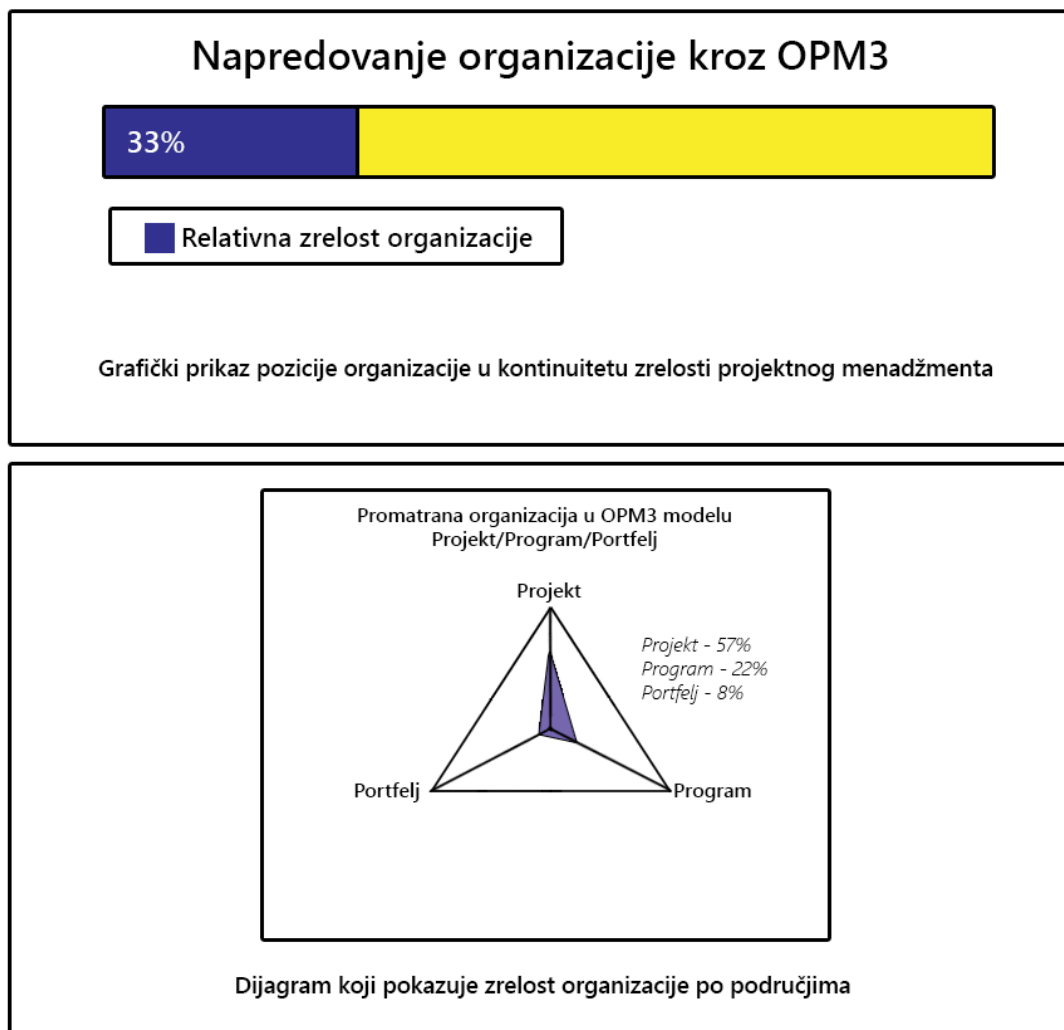 Napredovanje organizacije kroz OPM3
33%
Relativna zrelost organizacije
Grafički prikaz pozicije organizacije u kontinuitetu zrelosti projektnog menadžmenta
Promatrana organizacija u OPM3 modelu
Projekt/Program/Portfelj
Projekt
Projekt - 57%
Program - 22%
Portfelj - 8%
Portfelj
Program
Dijagram koji pokazuje zrelost organizacije po područjima